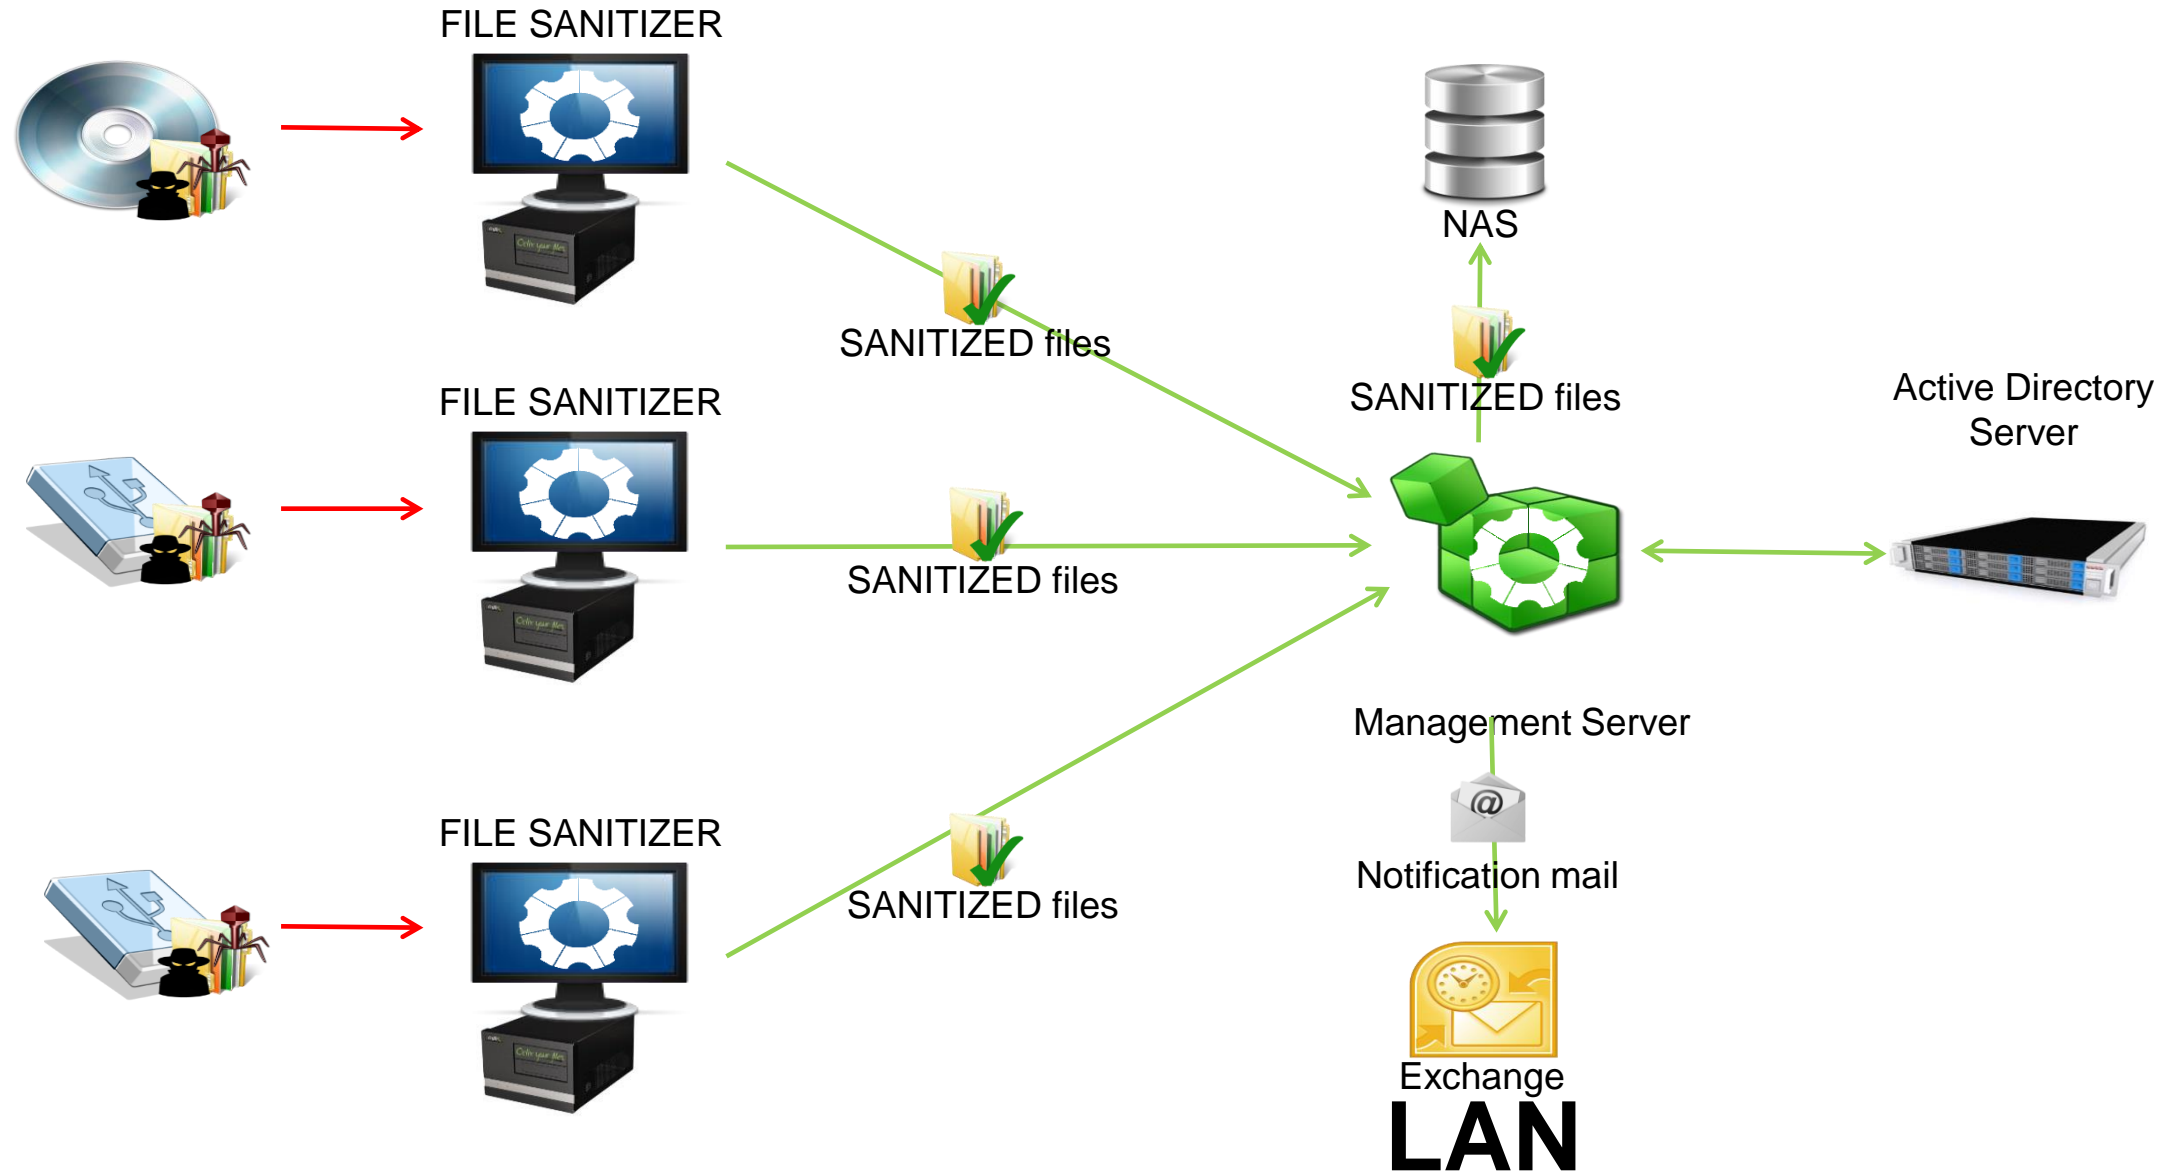 FILE SANITIZER
NAS
SANITIZED files
SANITIZED files
Active Directory
Server
FILE SANITIZER
SANITIZED files
Management Server
FILE SANITIZER
Notification mail
SANITIZED files
Exchange
LAN